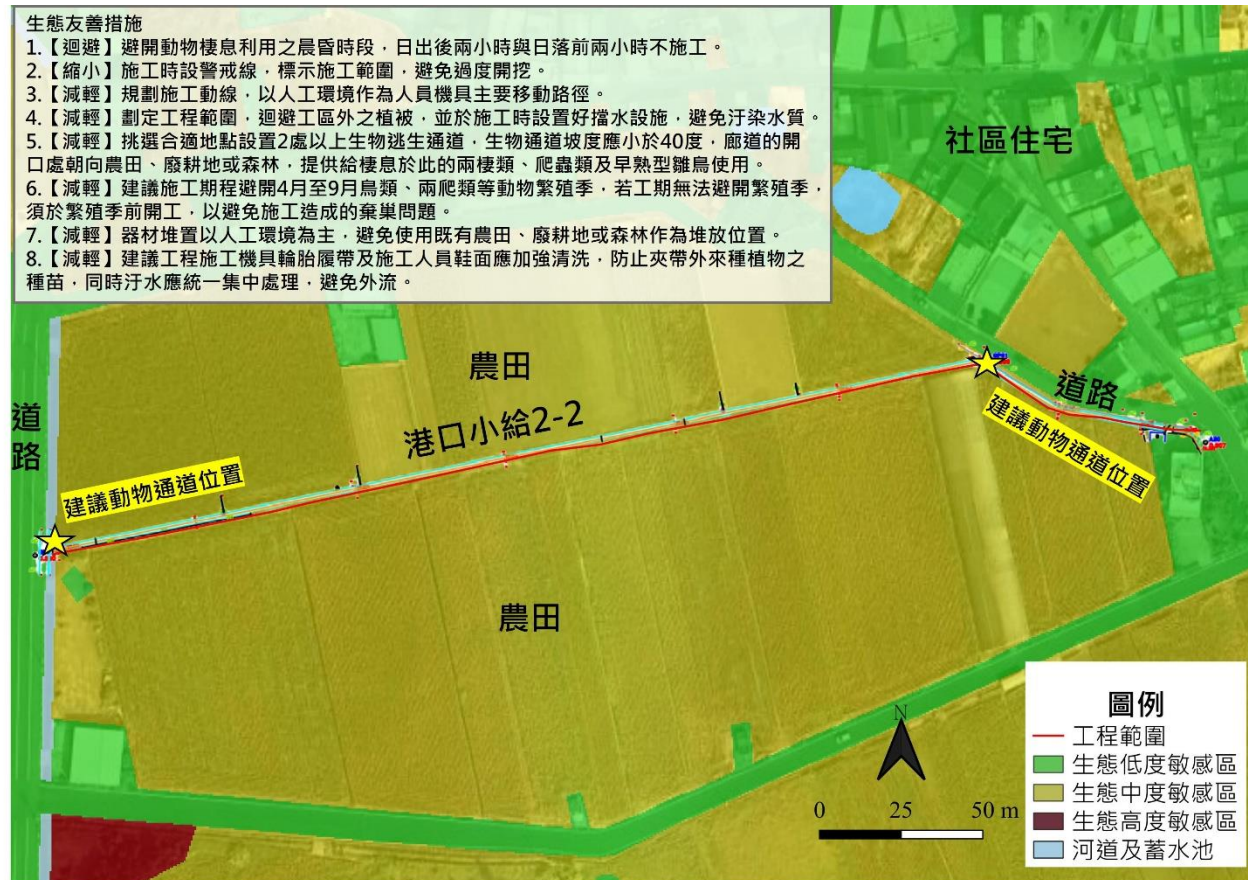 生態友善措施
1.【迴避】避開動物棲息利用之晨昏時段，日出後兩小時與日落前兩小時不施工。
2.【縮小】施工時設警戒線，標示施工範圍，避免過度開挖。
3.【減輕】規劃施工動線，以人工環境作為人員機具主要移動路徑。
4.【減輕】劃定工程範圍，迴避工區外之植被，並於施工時設置好擋水設施，避免汙染水質。
5.【減輕】挑選合適地點設置2處以上生物逃生通道，生物通道坡度應小於40度，廊道的開
口處朝向農田、廢耕地或森林，提供給棲息於此的兩棲類、爬蟲類及早熟型雛鳥使用。
6.【減輕】建議施工期程避開4月至9月鳥類、兩爬類等動物繁殖季，若工期無法避開繁殖季，
須於繁殖季前開工，以避免施工造成的棄巢問題。
7.【減輕】器材堆置以人工環境為主，避免使用既有農田、廢耕地或森林作為堆放位置。
8.【減輕】建議工程施工機具輪胎履帶及施工人員鞋面應加強清洗，防止夾帶外來種植物之
種苗，同時汙水應統一集中處理，避免外流。
社區住宅
農田
道路
道路
港口小給2-2
建議動物通道位置
建議動物通道位置
農田
圖例
工程範圍
生態低度敏感區
生態中度敏感區
生態高度敏感區
河道及蓄水池
N
0 25 50 m